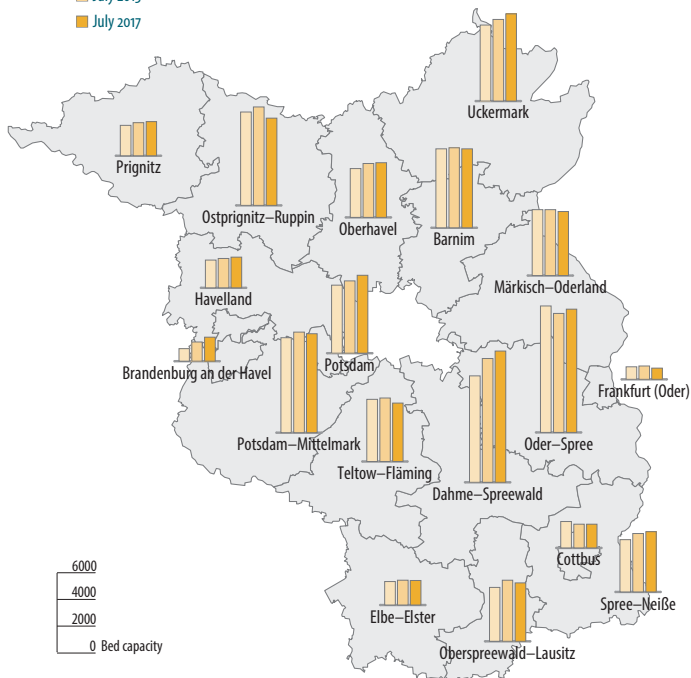 July 2017
Uckermark
Prignitz
Ostprignitz–Ruppin
Oberhavel
Barnim
Märkisch–Oderland
Havelland
Potsdam
Brandenburg an der Havel
Frankfurt (Oder)
Potsdam–Mittelmark
Oder–Spree
Teltow–Fläming
Dahme–Spreewald
Cottbus
6000
4000
2000
0 Bed capacity
Elbe–Elster
Spree–Neiße
Oberspreewald–Lausitz